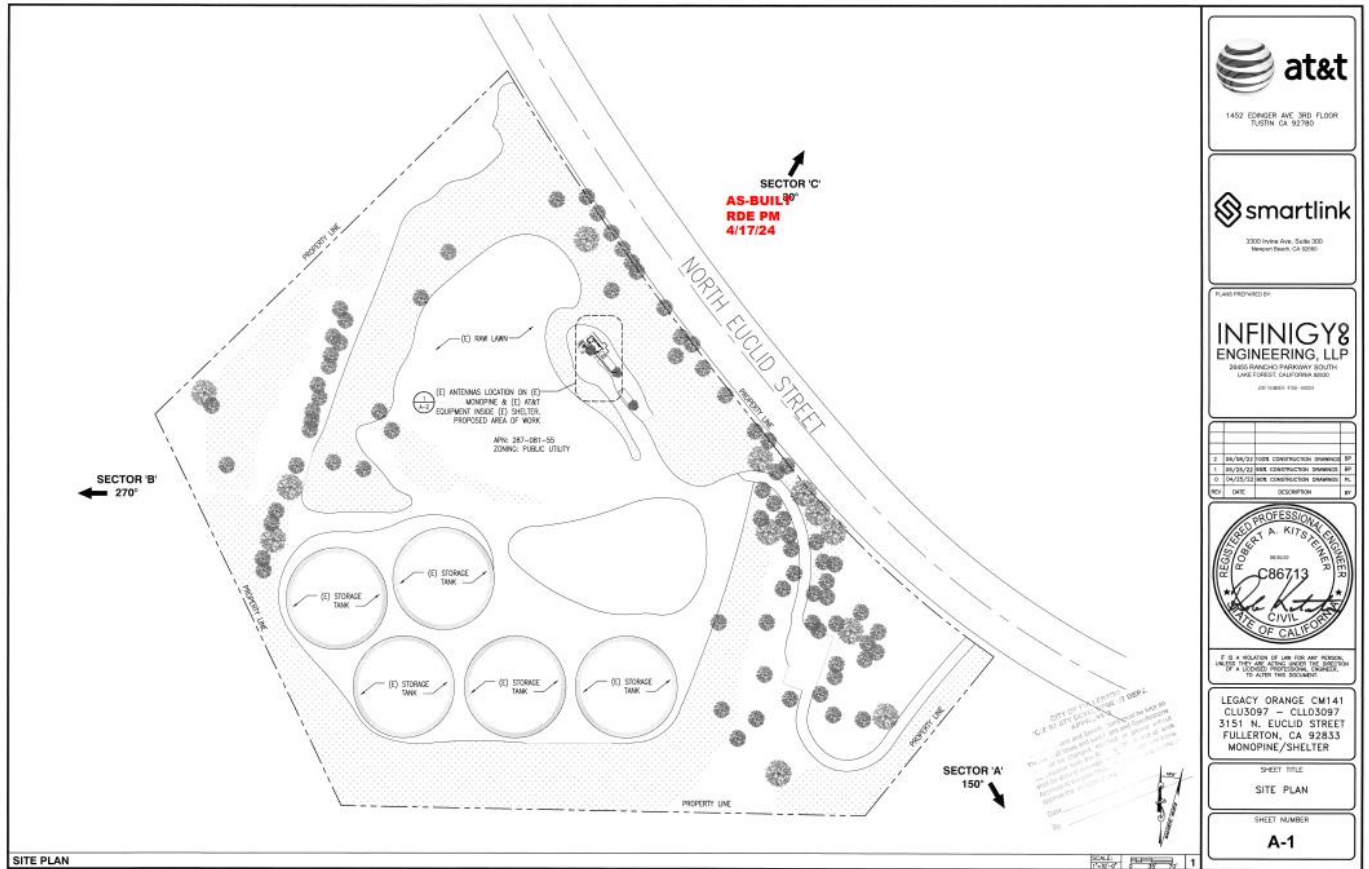 PROPERTY LINE
SECTOR 'C'
AS-BUILT
RDE PM
4/17/24
NORTH EUCLID STREET
(E) RAW LAWN
1
A-2
(E) ANTENNAS LOCATION ON (E)
MONOPINE & (E) AT&T
EQUIPMENT INSIDE (E) SHELTER.
PROPOSED AREA OF WORK
APN: 287-081-55
ZONING: PUBLIC UTILITY
PROPERTY LINE
SECTOR 'B'
270°
(E) STORAGE
TANK
(E) STORAGE
TANK
PROPERTY LINE
(E) STORAGE
TANK
(E) STORAGE
TANK
(E) STORAGE
TANK
PROPERTY LINE
SECTOR 'A'
150°
PROPERTY LINE
CITY OF FULLERTON
Date
By
SITE PLAN
SCALE:
1
at&t
1452 EDINGER AVE 3RD FLOOR
TUSTIN CA 92780
smartlink
3300 Irvine Ave, Suite 300
Newport Beach, CA 92660
PLANS PREPARED BY:
INFINIGY
ENGINEERING, LLP
26455 RANCHO PARKWAY SOUTH
LAKE FOREST, CALIFORNIA 92630
2 06/08/22 100% CONSTRUCTION DRAWINGS BP
1 05/25/22 CONSTRUCTION DRAWINGS BP
0 04/25/22 90% CONSTRUCTION DRAWINGS
REV DATE DESCRIPTION BY
REGISTERED PROFESSIONAL ENGINEER
ROBERT A. KITSTEINER
C86713
CIVIL
STATE OF CALIFORNIA
IT IS A VIOLATION OF LAW FOR ANY PERSON,
UNLESS THEY ARE ACTING UNDER THE DIRECTION
OF A LICENSED PROFESSIONAL ENGINEER,
TO ALTER THIS DOCUMENT.
LEGACY ORANGE CM141
CLU3097 – CLL03097
3151 N. EUCLID STREET
FULLERTON, CA 92833
MONOPINE/SHELTER
SHEET TITLE
SITE PLAN
SHEET NUMBER
A-1